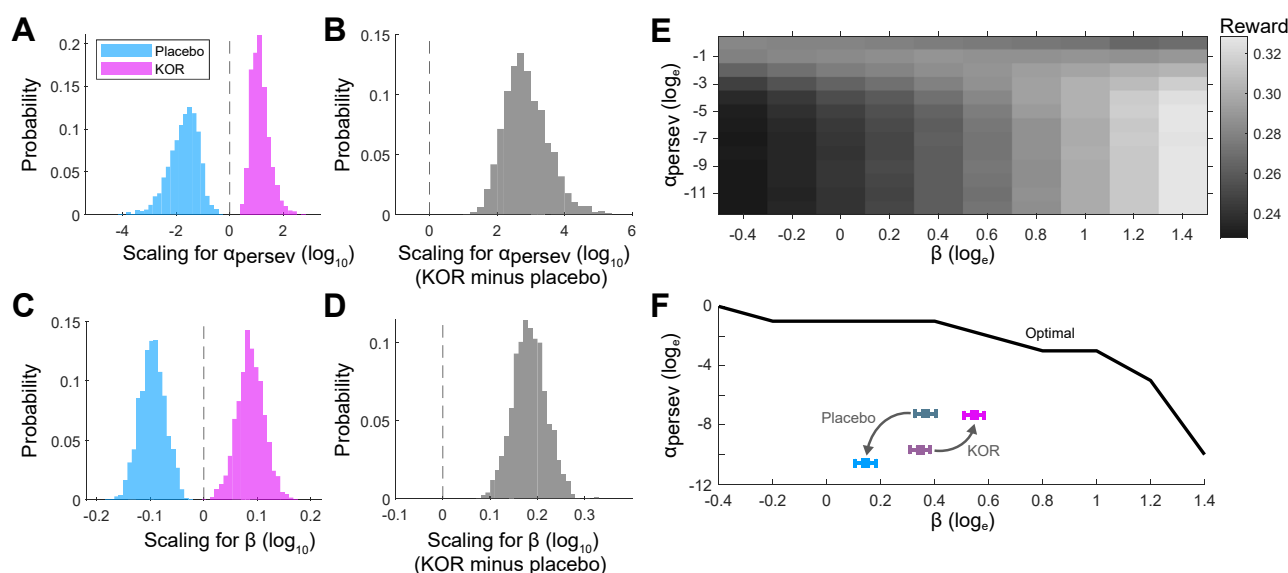 A
Probability
0.2
0.15
0.1
0.05
0
Placebo
KOR
-4
-2
0
2
Scaling for αpersev (log10)
B
Probability
0.15
0.1
0.05
0
0
2
4
6
Scaling for αpersev (log10)
(KOR minus placebo)
C
Probability
0.15
0.1
0.05
0
-0.2
-0.1
0
0.1
0.2
Scaling for β (log10)
D
Probability
0.1
0.05
0
-0.1
0
0.1
0.2
0.3
Scaling for β (log10)
(KOR minus placebo)
E
αpersev (loge)
-1
-3
-5
-7
-9
-11
-0.4
-0.2
0
0.2
0.4
0.6
0.8
1
1.2
1.4
β (loge)
Reward
0.32
0.30
0.28
0.26
0.24
F
αpersev (loge)
0
-4
-8
-12
Optimal
Placebo
KOR
-0.4
-0.2
0
0.2
0.4
0.6
0.8
1
1.2
1.4
β (loge)